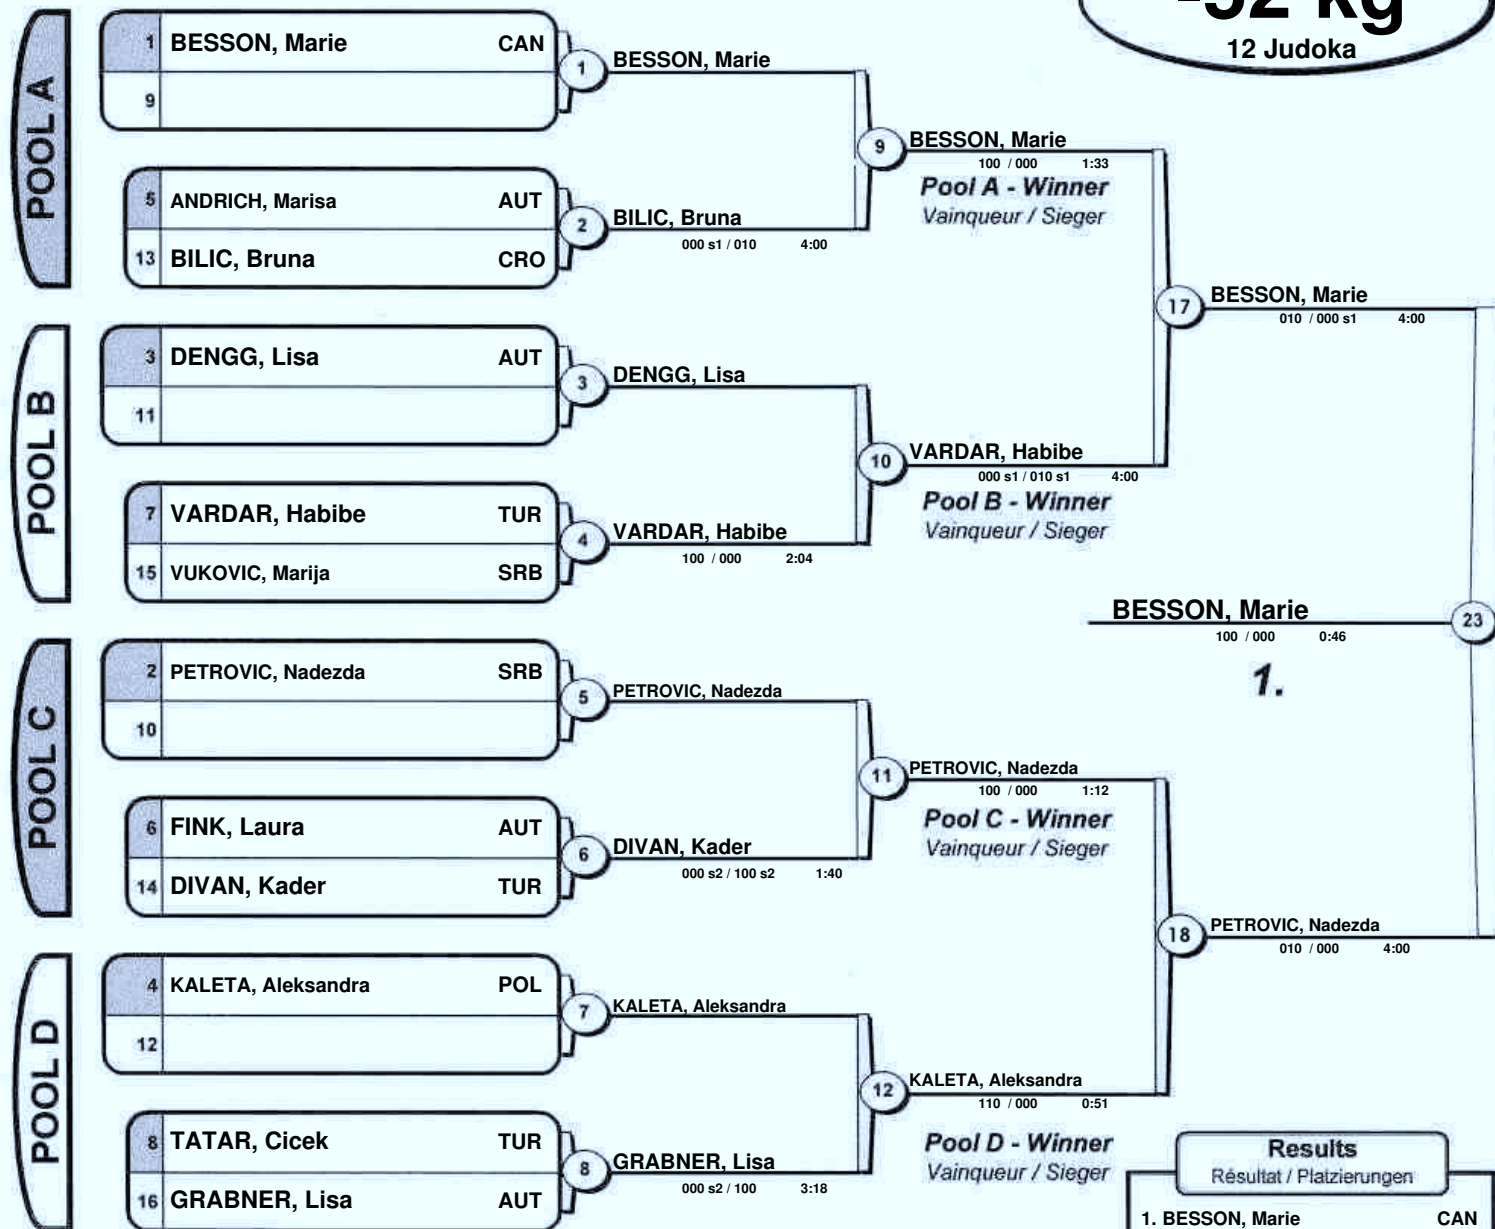 -52 kg
12 Judoka
POOL A
1 BESSON, Marie CAN
9
5 ANDRICH, Marisa AUT
13 BILIC, Bruna CRO
1 BESSON, Marie
2 BILIC, Bruna
000 s1 / 010 4:00
9 BESSON, Marie
100 / 000 1:33
Pool A - Winner
Vainqueur / Sieger
POOL B
3 DENGG, Lisa AUT
11
7 VARDAR, Habibe TUR
15 VUKOVIC, Marija SRB
3 DENGG, Lisa
4 VARDAR, Habibe
100 / 000 2:04
10 VARDAR, Habibe
000 s1 / 010 s1 4:00
Pool B - Winner
Vainqueur / Sieger
17 BESSON, Marie
010 / 000 s1 4:00
BESSON, Marie 23
100 / 000 0:46
1.
POOL C
2 PETROVIC, Nadezda SRB
10
6 FINK, Laura AUT
14 DIVAN, Kader TUR
5 PETROVIC, Nadezda
6 DIVAN, Kader
000 s2 / 100 s2 1:40
11 PETROVIC, Nadezda
100 / 000 1:12
Pool C - Winner
Vainqueur / Sieger
18 PETROVIC, Nadezda
010 / 000 4:00
POOL D
4 KALETA, Aleksandra POL
12
8 TATAR, Cicek TUR
16 GRABNER, Lisa AUT
7 KALETA, Aleksandra
8 GRABNER, Lisa
000 s2 / 100 3:18
12 KALETA, Aleksandra
110 / 000 0:51
Pool D - Winner
Vainqueur / Sieger
Results
Résultat / Platzierungen
1. BESSON, Marie CAN